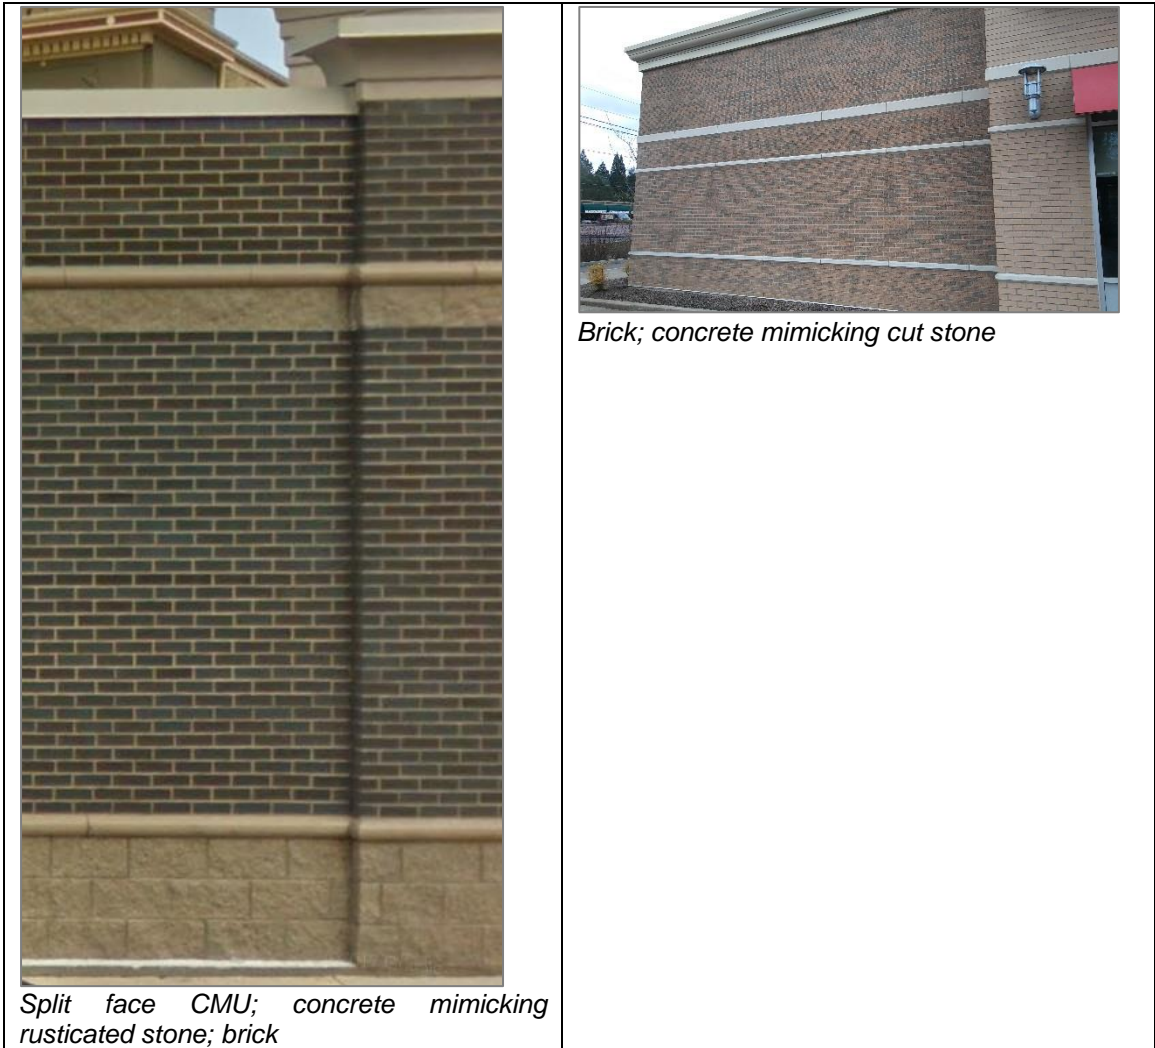 Split face CMU; concrete mimicking
rusticated stone; brick
Brick; concrete mimicking cut stone